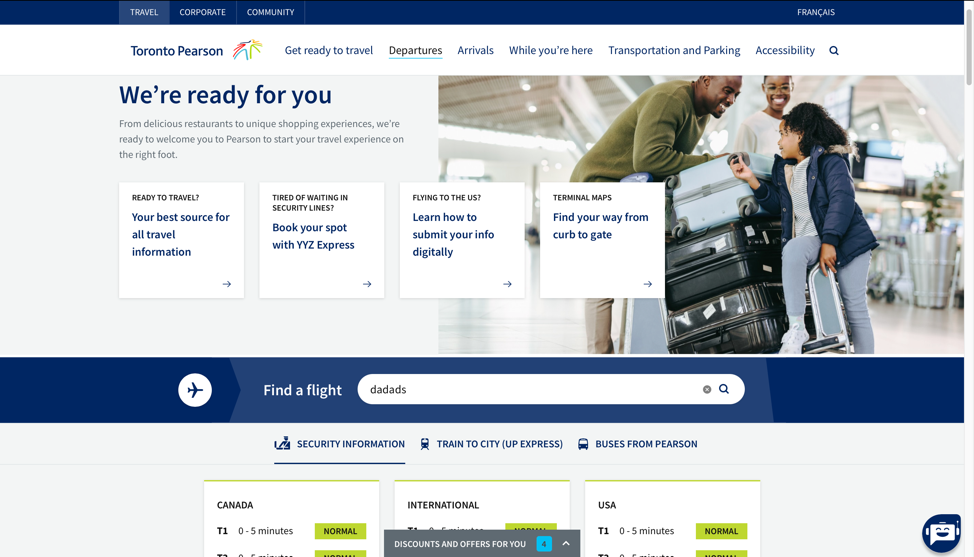 TRAVEL
CORPORATE
COMMUNITY
FRANÇAIS
Toronto Pearson
Get ready to travel
Departures
Arrivals
While you’re here
Transportation and Parking
Accessibility
We’re ready for you
From delicious restaurants to unique shopping experiences, we’re
ready to welcome you to Pearson to start your travel experience on
the right foot.
READY TO TRAVEL?
Your best source for
all travel
information
TIRED OF WAITING IN
SECURITY LINES?
Book your spot
with YYZ Express
FLYING TO THE US?
Learn how to
submit your info
digitally
TERMINAL MAPS
Find your way from
curb to gate
Find a flight
dadads
SECURITY INFORMATION
TRAIN TO CITY (UP EXPRESS)
BUSES FROM PEARSON
CANADA
T1 0 - 5 minutes NORMAL
INTERNATIONAL
USA
T1 0 - 5 minutes NORMAL
DISCOUNTS AND OFFERS FOR YOU 4